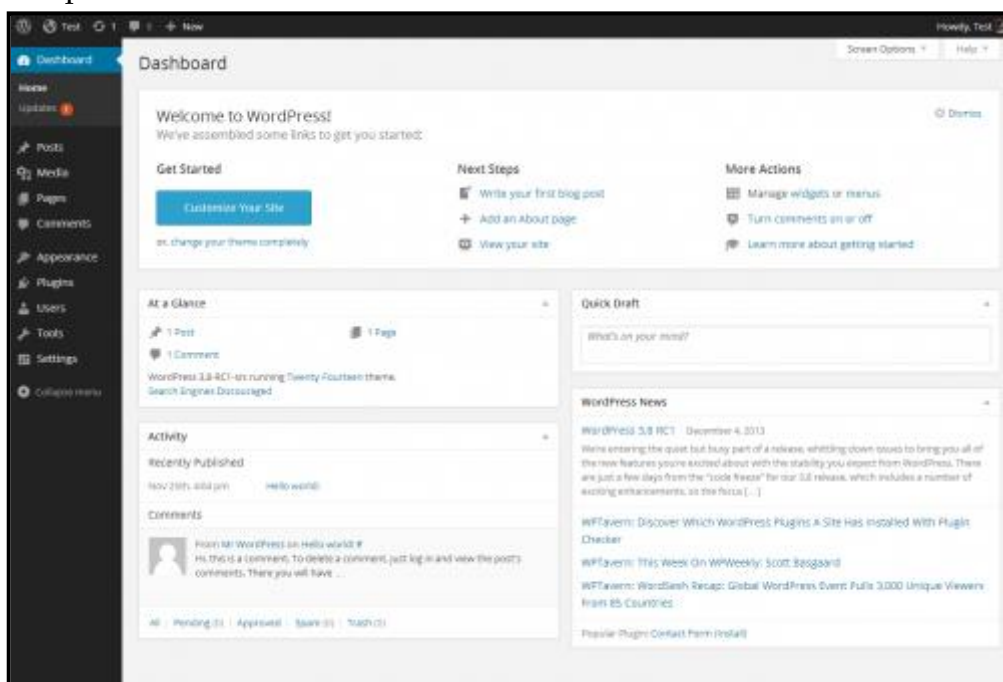 Test 1 + New
Howdy, Test
Screen Options Help
Dashboard
Home
Updates
Posts
Media
Pages
Comments
Appearance
Plugins
Users
Tools
Settings
Collapse menu
Dashboard
Welcome to WordPress!
We've assembled some links to get you started:
Dismiss
Get Started
Customize Your Site
or, change your theme completely
Next Steps
Write your first blog post
Add an About page
View your site
More Actions
Manage widgets or menus
Turn comments on or off
Learn more about getting started
At a Glance
1 Post
1 Page
1 Comment
WordPress 3.8-RC1-src running Twenty Fourteen theme.
Search Engines Discouraged
Activity
Recently Published
Nov 25th, pm Hello world!
Comments
From Mr WordPress on Hello world! #
Hi, this is a comment. To delete a comment, just log in and view the post's
comments. There you will have …
All | Pending (0) | Approved | Spam (0) | Trash (0)
Quick Draft
What's on your mind?
WordPress News
WordPress 3.8 RC1 December 4, 2013
We're entering the quiet but busy part of a release, whittling down issues to bring you all of
the new features you're excited about with the stability you expect from WordPress. There
are just a few days from the "code freeze" for our 3.8 release, which includes a number of
exciting enhancements, so the focus […]
WPTavern: Discover Which WordPress Plugins A Site Has Installed With Plugin
Checker
WPTavern: This Week On WPWeekly: Scott Basgaard
WPTavern: WordSesh Recap: Global WordPress Event Pulls 3,000 Unique Viewers
From 85 Countries
Popular Plugin: Contact Form (Install)